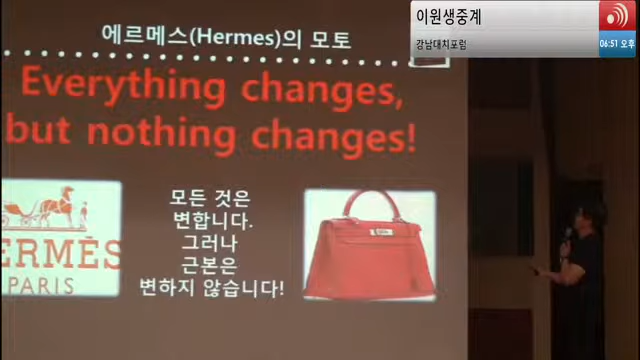 에르메스(Hermes)의 모토
이원생중계
강남대치포럼
06:51 오후
Everything changes,
but nothing changes!
모든 것은
변합니다.
그러나
근본은
변하지 않습니다!
HERMÈS
PARIS